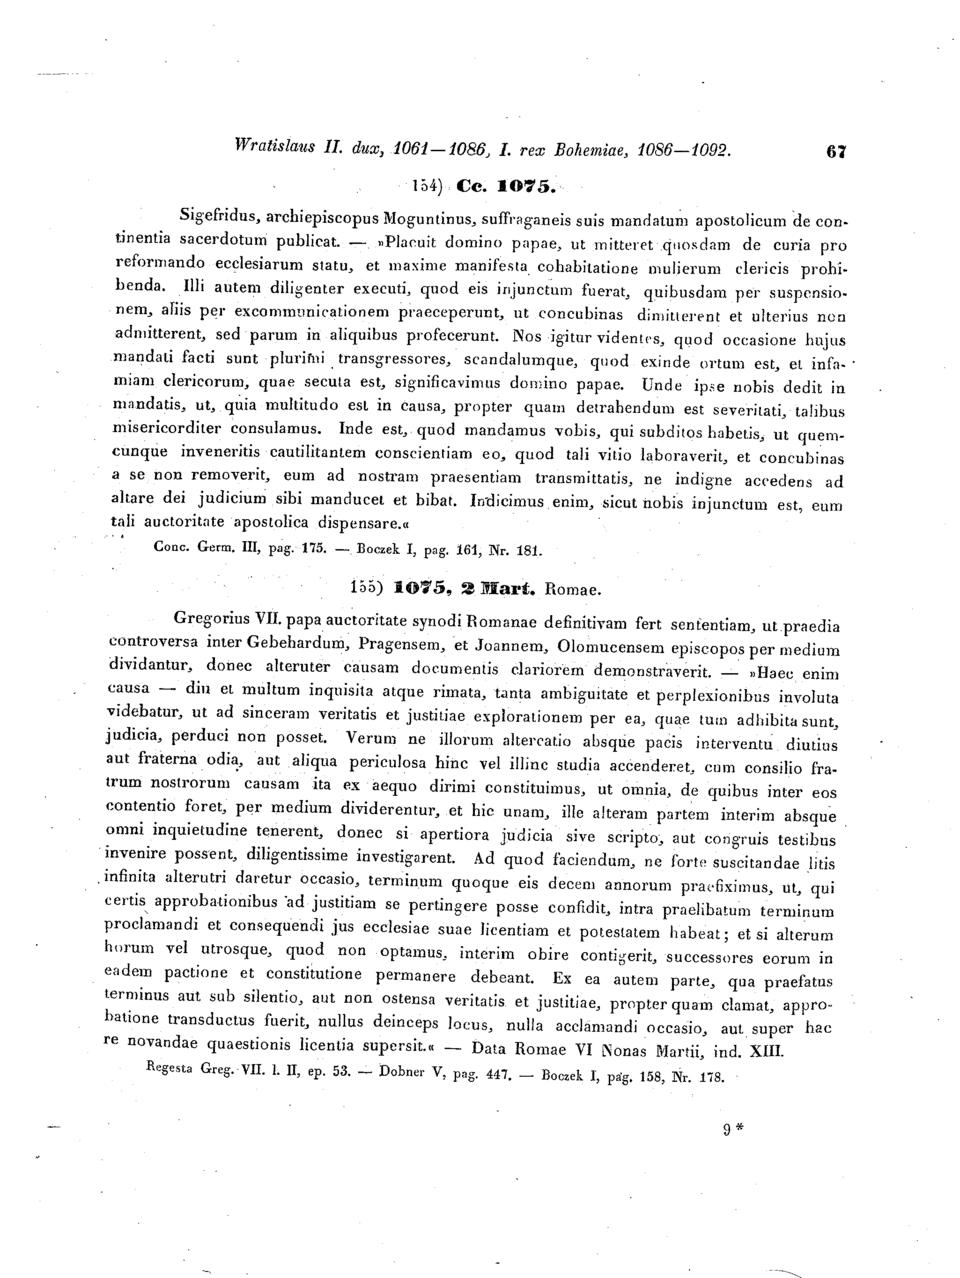 Wratislaus II. dux, 1061—1086, I. rex Bohemiae, 1086—1092. 67
154) Cc. 1075.
Sigefridus, archiepiscopus Moguntinus, suffraganeis suis mandatum apostolicum de con-
tinentia sacerdotum publicat. — »Placuit domino papae, ut mitteret quosdam de curia pro
reformando ecclesiarum statu, et maxime manifesta cohabitatione mulierum clericis prohi-
benda. Illi autem diligenter executi, quod eis injunctum fuerat, quibusdam per suspensio-
nem, aliis per excommunicationem praeceperunt, ut concubinas dimitterent et ulterius non
admitterent, sed parum in aliquibus profecerunt. Nos igitur videntes, quod occasione hujus
mandati facti sunt plurimi transgressores, scandalumque, quod exinde ortum est, et infa-
miam clericorum, quae secuta est, significavimus domino papae. Unde ipse nobis dedit in
mandatis, ut, quia multitudo est in causa, propter quam detrahendum est severitati, talibus
misericorditer consulamus. Inde est, quod mandamus vobis, qui subditos habetis, ut quem-
cunque inveneritis cautilitantem conscientiam eo, quod tali vitio laboraverit, et concubinas
a se non removerit, eum ad nostram praesentiam transmittatis, ne indigne accedens ad
altare dei judicium sibi manducet et bibat. Indicimus enim, sicut nobis injunctum est, eum
tali auctoritate apostolica dispensare.«
Conc. Germ. III, pag. 175. — Boczek I, pag. 161, Nr. 181.
155) 1075, 2 Mart. Romae.
Gregorius VII. papa auctoritate synodi Romanae definitivam fert sententiam, ut praedia
controversa inter Gebehardum, Pragensem, et Joannem, Olomucensem episcopos per medium
dividantur, donec alteruter causam documentis clariorem demonstraverit. — »Haec enim
causa — diu et multum inquisita atque rimata, tanta ambiguitate et perplexionibus involuta
videbatur, ut ad sinceram veritatis et justitiae explorationem per ea, quae tum adhibita sunt,
judicia, perduci non posset. Verum ne illorum altercatio absque pacis interventu diutius
aut fraterna odia, aut aliqua periculosa hinc vel illinc studia accenderet, cum consilio fra-
trum nostrorum causam ita ex aequo dirimi constituimus, ut omnia, de quibus inter eos
contentio foret, per medium dividerentur, et hic unam, ille alteram partem interim absque
omni inquietudine tenerent, donec si apertiora judicia sive scripto, aut congruis testibus
invenire possent, diligentissime investigarent. Ad quod faciendum, ne forte suscitandae litis
infinita alterutri daretur occasio, terminum quoque eis decem annorum praefiximus, ut, qui
certis approbationibus ad justitiam se pertingere posse confidit, intra praelibatum terminum
proclamandi et consequendi jus ecclesiae suae licentiam et potestatem habeat; et si alterum
horum vel utrosque, quod non optamus, interim obire contigerit, successores eorum in
eadem pactione et constitutione permanere debeant. Ex ea autem parte, qua praefatus
terminus aut sub silentio, aut non ostensa veritatis et justitiae, propter quam clamat, appro-
batione transductus fuerit, nullus deinceps locus, nulla acclamandi occasio, aut super hac
re novandae quaestionis licentia supersit.« — Data Romae VI Nonas Martii, ind. XIII.
Regesta Greg. VII. l. II, ep. 53. — Dobner V, pag. 447. — Boczek I, pag. 158, Nr. 178.
9 *